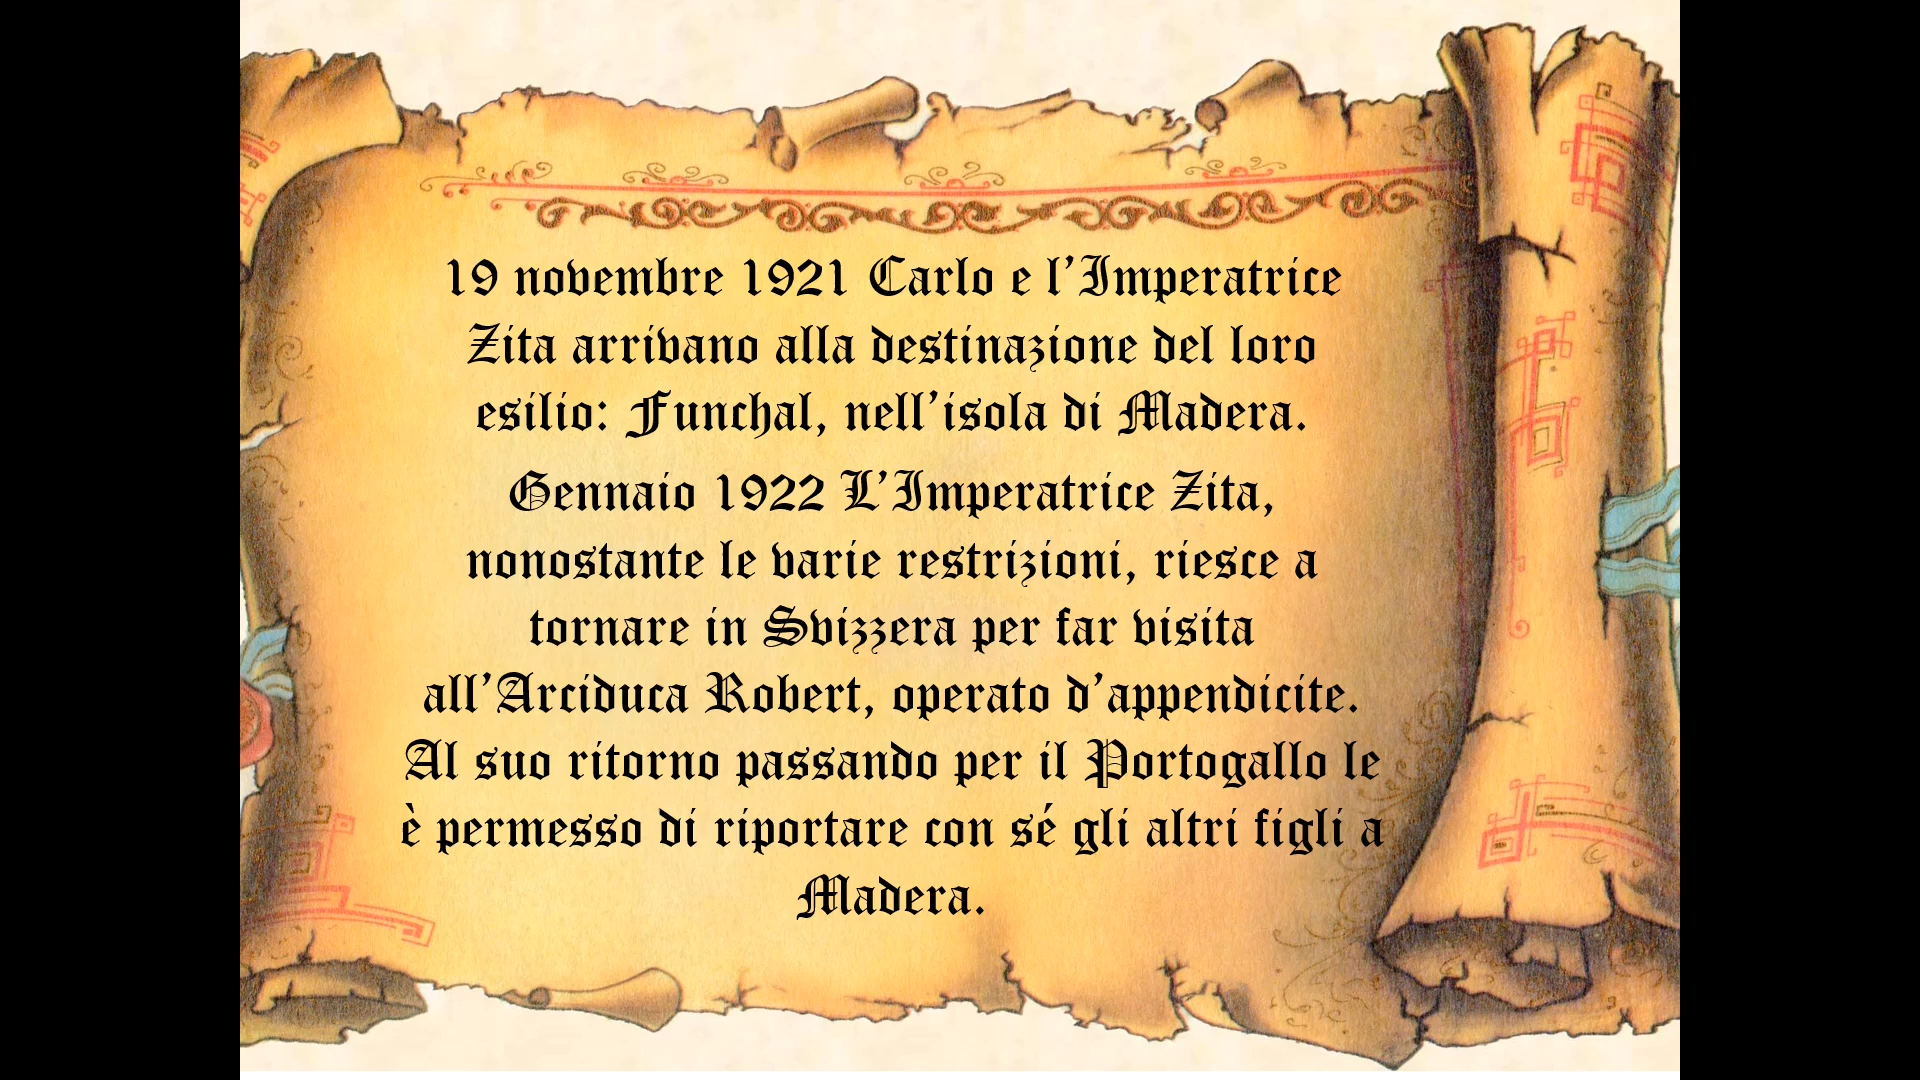 19 novembre 1921 Carlo e l’Imperatrice
Zita arrivano alla destinazione del loro
esilio: Funchal, nell’isola di Madera.
Gennaio 1922 L’Imperatrice Zita,
nonostante le varie restrizioni, riesce a
tornare in Svizzera per far visita
all’Arciduca Robert, operato d’appendicite.
Al suo ritorno passando per il Portogallo le
è permesso di riportare con sé gli altri figli a
Madera.